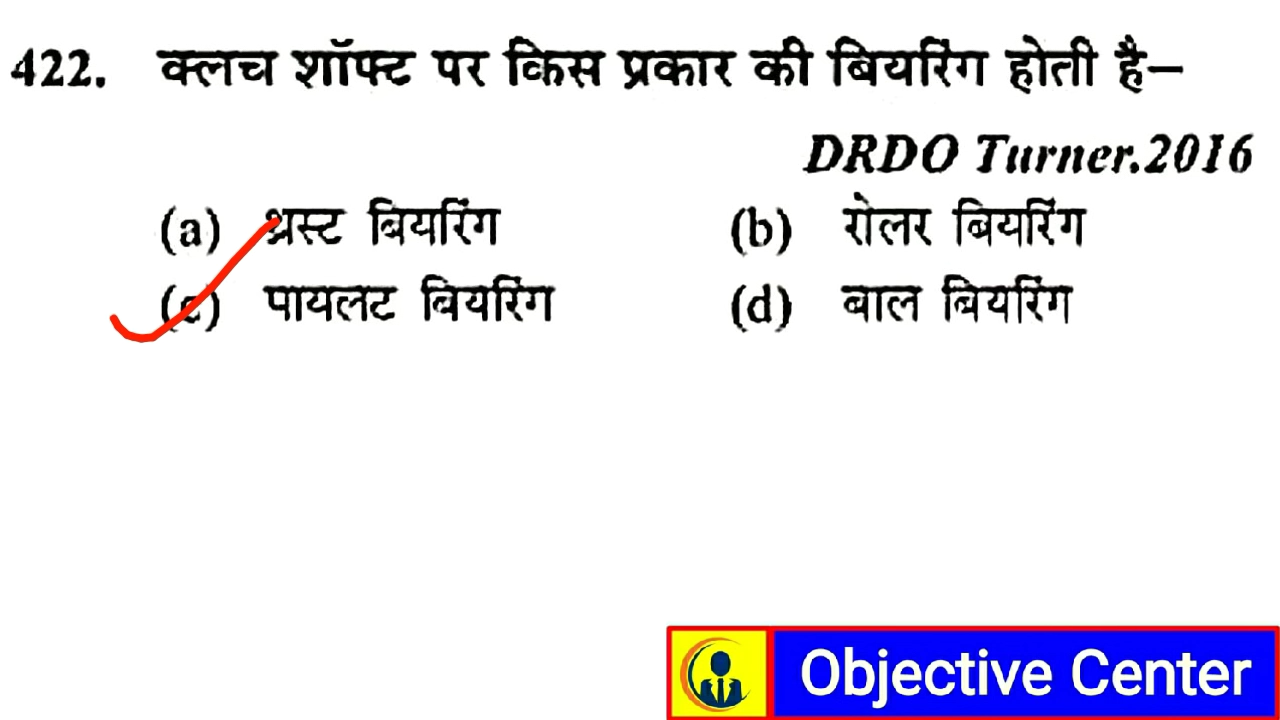 422. क्लच शॉफ्ट पर किस प्रकार की बियरिंग होती है–
DRDO Turner.2016
(a) थ्रस्ट बियरिंग (b) रोलर बियरिंग
(c) पायलट बियरिंग (d) बाल बियरिंग
Objective Center